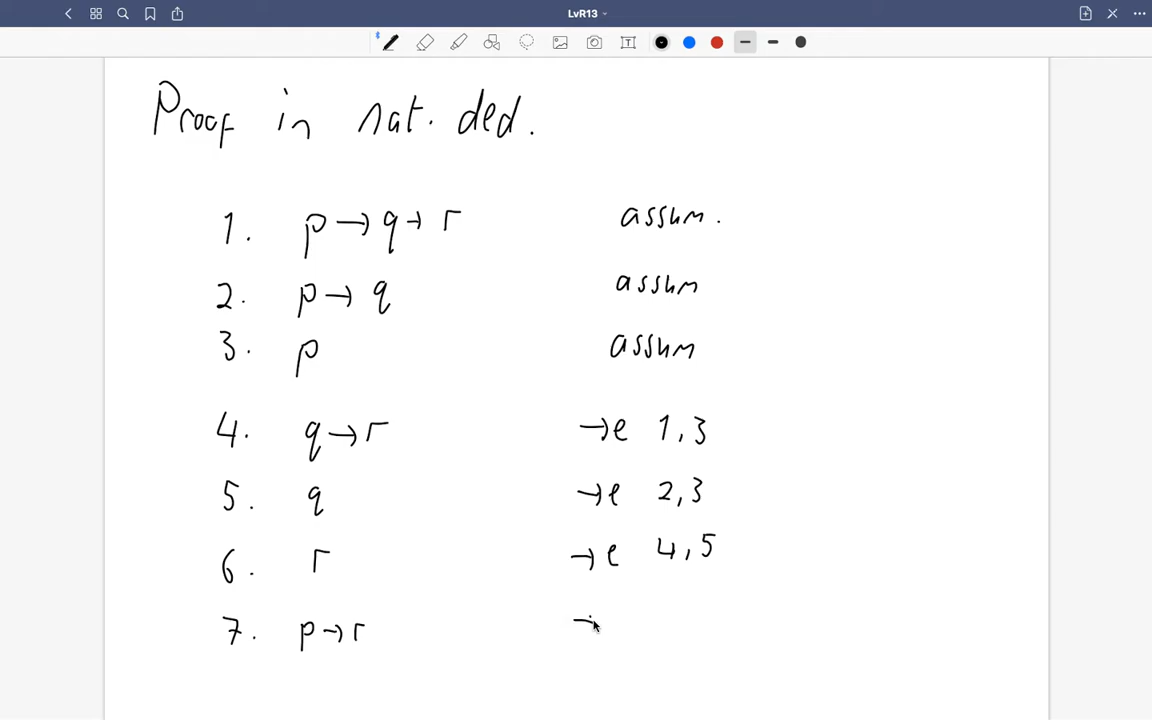 LvR13
Proof in nat. ded.
1. p → q → r assum.
2. p → q assum
3. p assum
4. q → r →e 1,3
5. q →e 2,3
6. r →e 4,5
7. p → r →